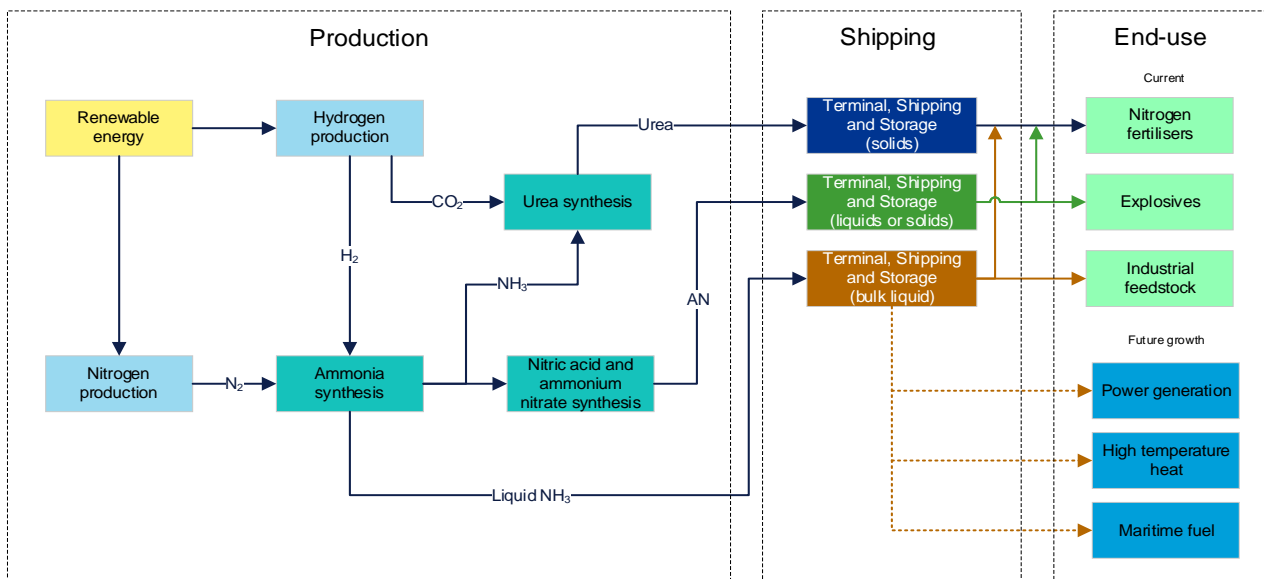 Production
Shipping
End-use
Current
Renewable
energy
Hydrogen
production
Urea
Terminal, Shipping
and Storage
(solids)
Nitrogen
fertilisers
CO₂
Urea synthesis
Terminal, Shipping
and Storage
(liquids or solids)
Explosives
H₂
NH₃
AN
Terminal, Shipping
and Storage
(bulk liquid)
Industrial
feedstock
Future growth
Nitrogen
production
N₂
Ammonia
synthesis
Nitric acid and
ammonium
nitrate synthesis
Power generation
High temperature
heat
Liquid NH₃
Maritime fuel